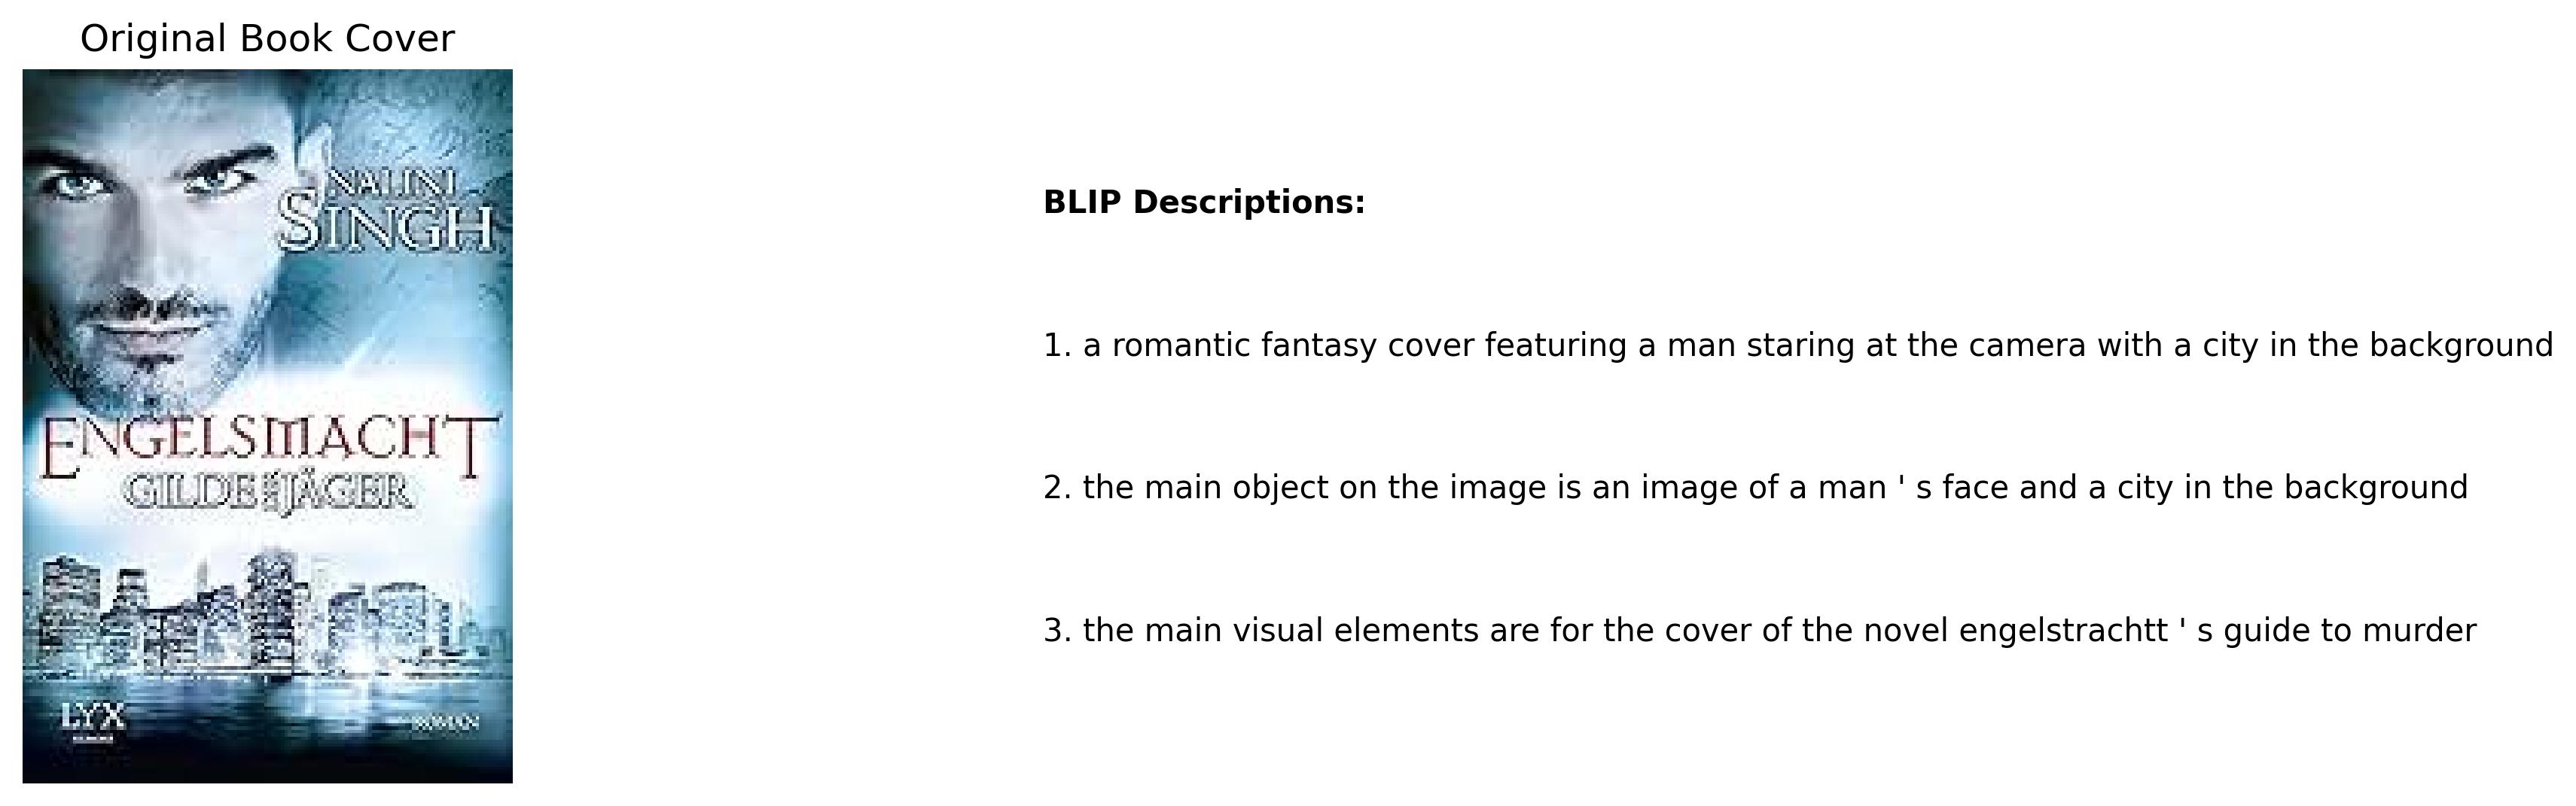 Original Book Cover
NALINI
SINGH
ENGELSMACHT
GILDE DER JÄGER
LYX
ROMAN
BLIP Descriptions:
1. a romantic fantasy cover featuring a man staring at the camera with a city in the background
2. the main object on the image is an image of a man ' s face and a city in the background
3. the main visual elements are for the cover of the novel engelstrachtt ' s guide to murder